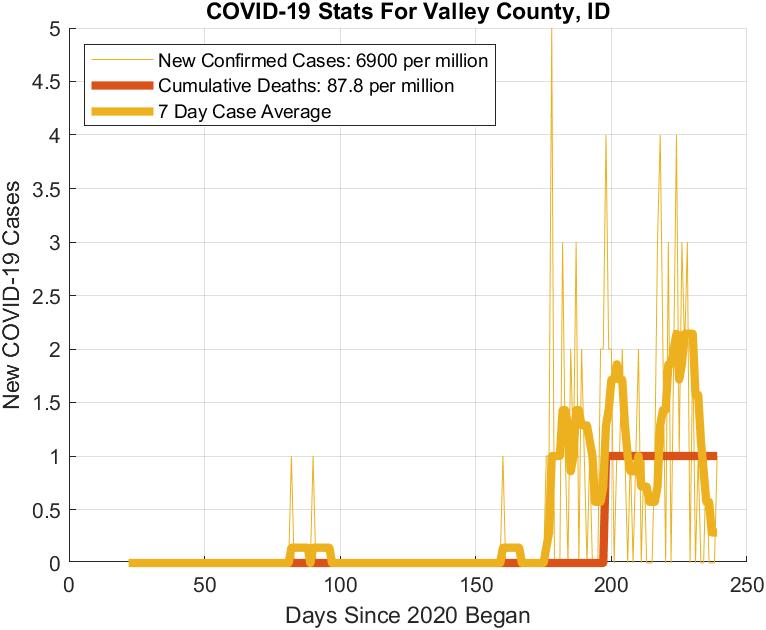 COVID-19 Stats For Valley County, ID
New Confirmed Cases: 6900 per million
Cumulative Deaths: 87.8 per million
7 Day Case Average
New COVID-19 Cases
5
4.5
4
3.5
3
2.5
2
1.5
1
0.5
0
0 50 100 150 200 250
Days Since 2020 Began